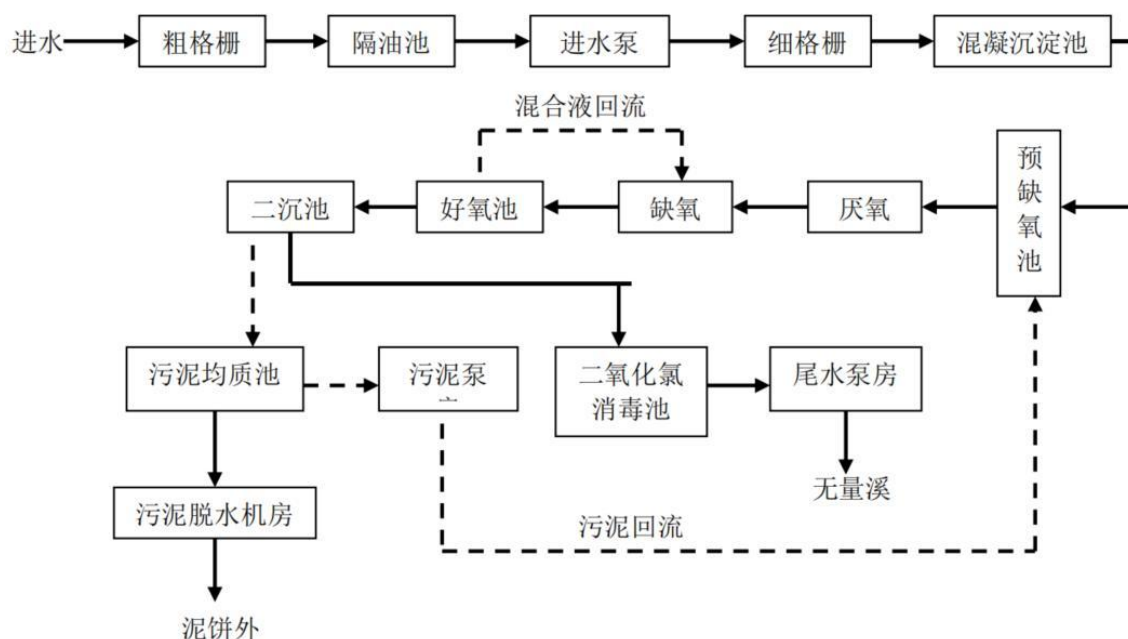 进水
粗格栅
隔油池
进水泵
细格栅
混凝沉淀池
混合液回流
二沉池
好氧池
缺氧
厌氧
预
缺
氧
池
污泥均质池
污泥泵
二氧化氯
消毒池
尾水泵房
无量溪
污泥脱水机房
污泥回流
泥饼外